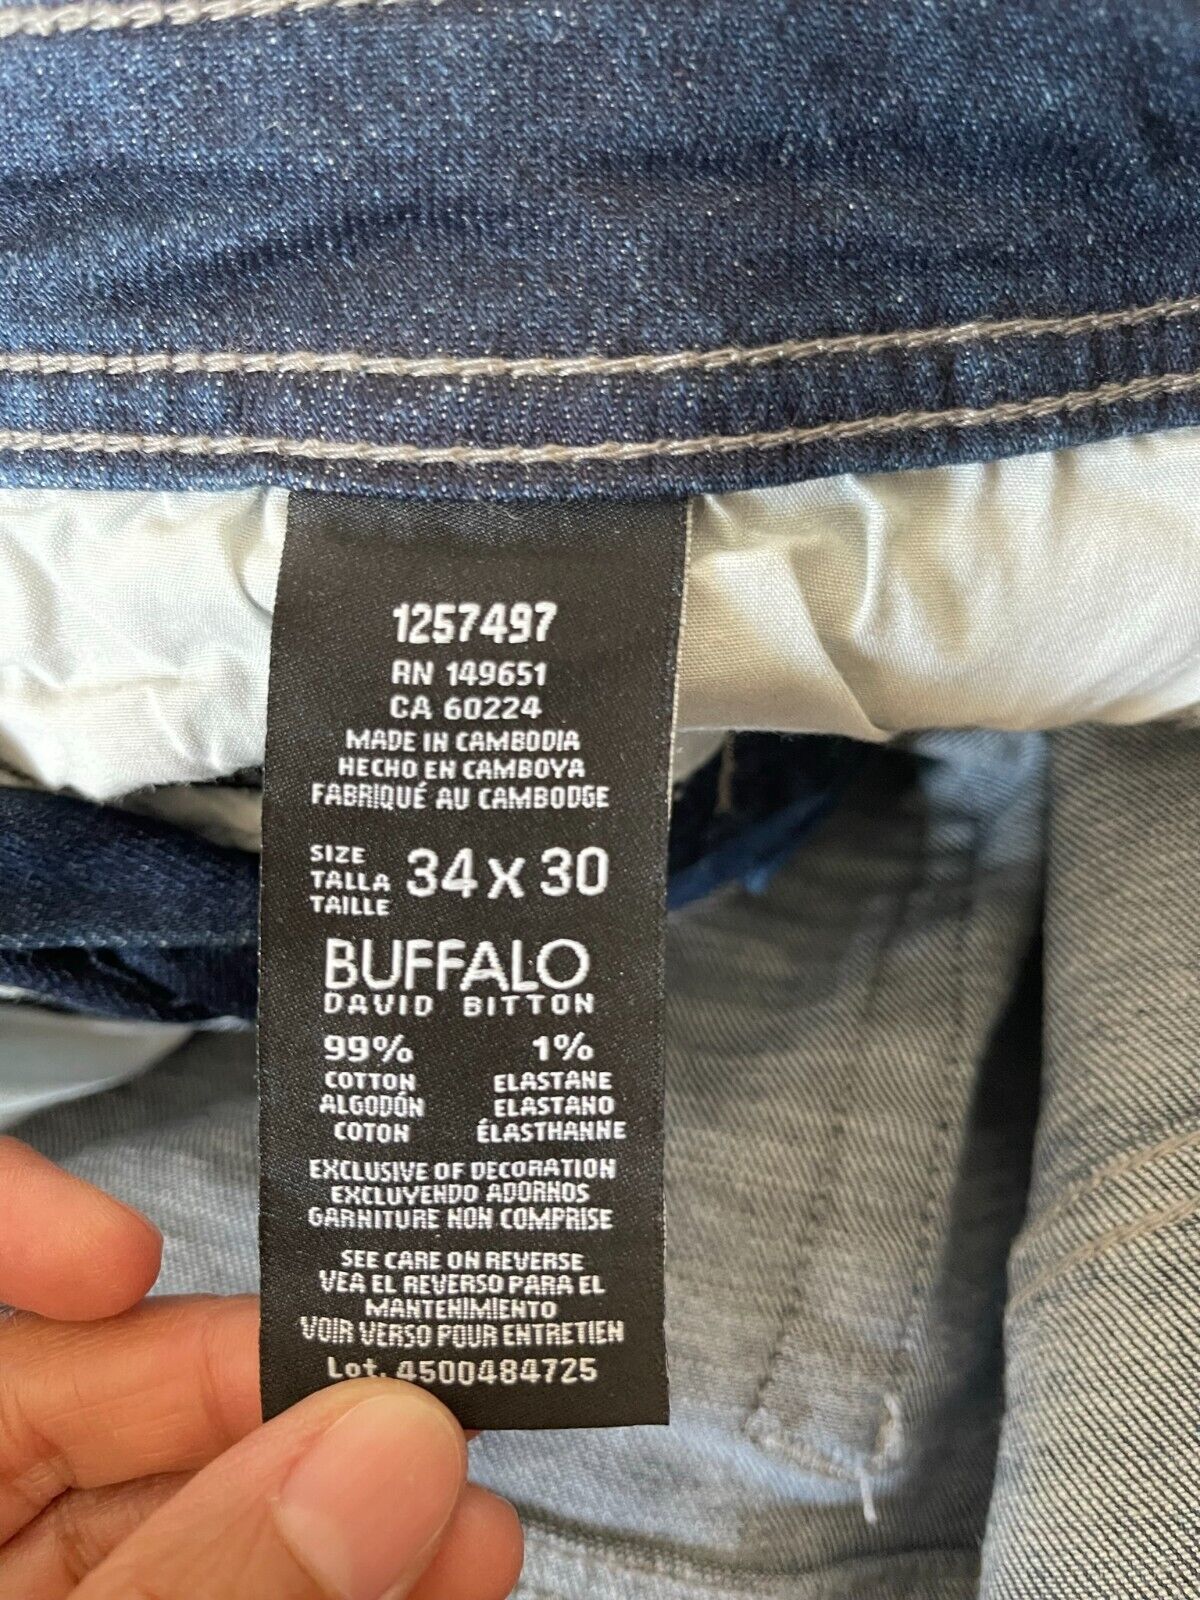 1257497
RN 149651
CA 60224
MADE IN CAMBODIA
HECHO EN CAMBOYA
FABRIQUÉ AU CAMBODGE
SIZE
TALLA
TAILLE
34 x 30
BUFFALO
DAVID BITTON
99% 1%
COTTON ELASTANE
ALGODÓN ELASTANO
COTON ÉLASTHANNE
EXCLUSIVE OF DECORATION
EXCLUYENDO ADORNOS
GARNITURE NON COMPRISE
SEE CARE ON REVERSE
VEA EL REVERSO PARA EL
MANTENIMIENTO
VOIR VERSO POUR ENTRETIEN
Lot. 4500484725